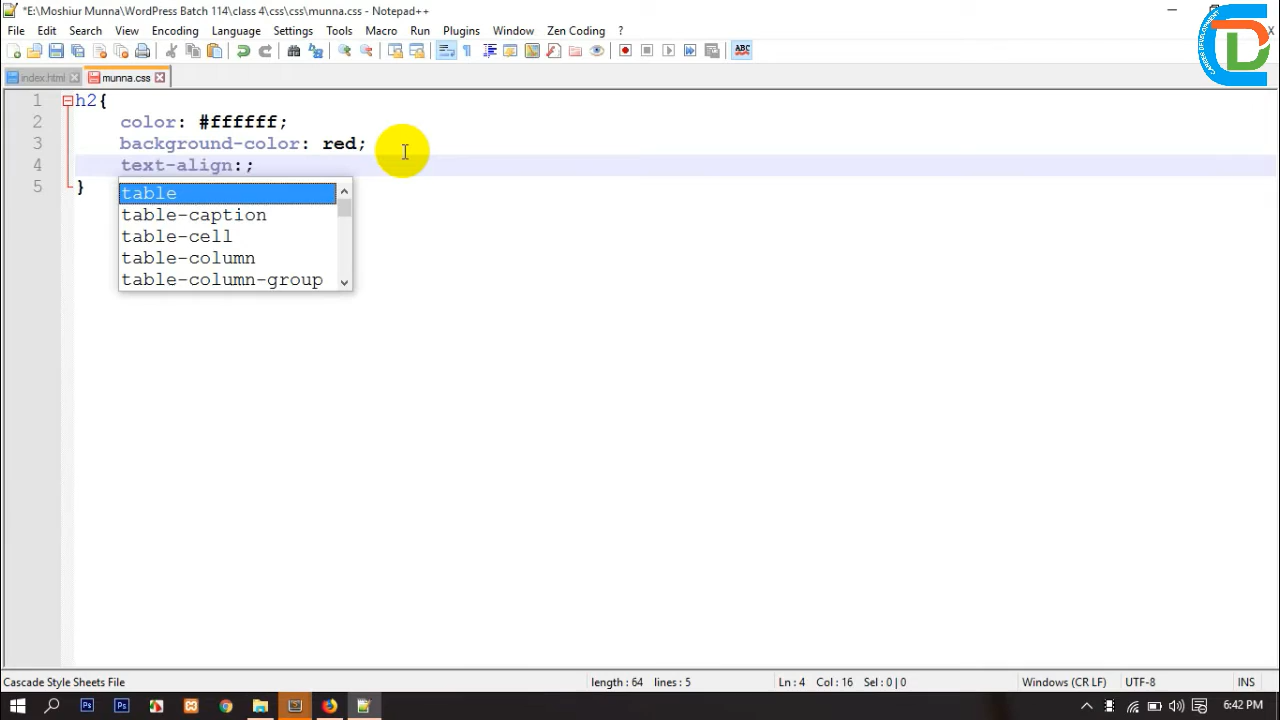 *E:\Moshiur Munna\WordPress Batch 114\class 4\css\css\munna.css - Notepad++
File Edit Search View Encoding Language Settings Tools Macro Run Plugins Window Zen Coding ?
ABC
index.html munna.css
1 h2{
2 color: #ffffff;
3 background-color: red;
4 text-align:;
5 }
table
table-caption
table-cell
table-column
table-column-group
Cascade Style Sheets File length : 64 lines : 5 Ln : 4 Col : 16 Sel : 0 | 0 Windows (CR LF) UTF-8 INS
6:42 PM